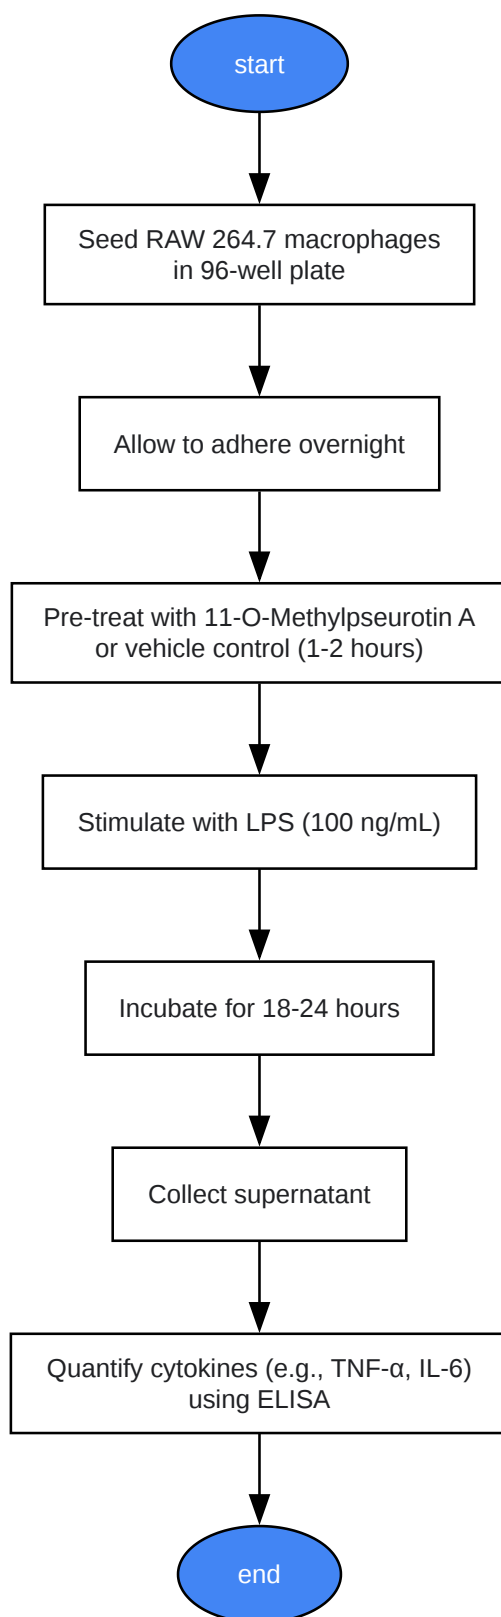 start
Seed RAW 264.7 macrophages
in 96-well plate
Allow to adhere overnight
Pre-treat with 11-O-Methylpseurotin A
or vehicle control (1-2 hours)
Stimulate with LPS (100 ng/mL)
Incubate for 18-24 hours
Collect supernatant
Quantify cytokines (e.g., TNF-α, IL-6)
using ELISA
end